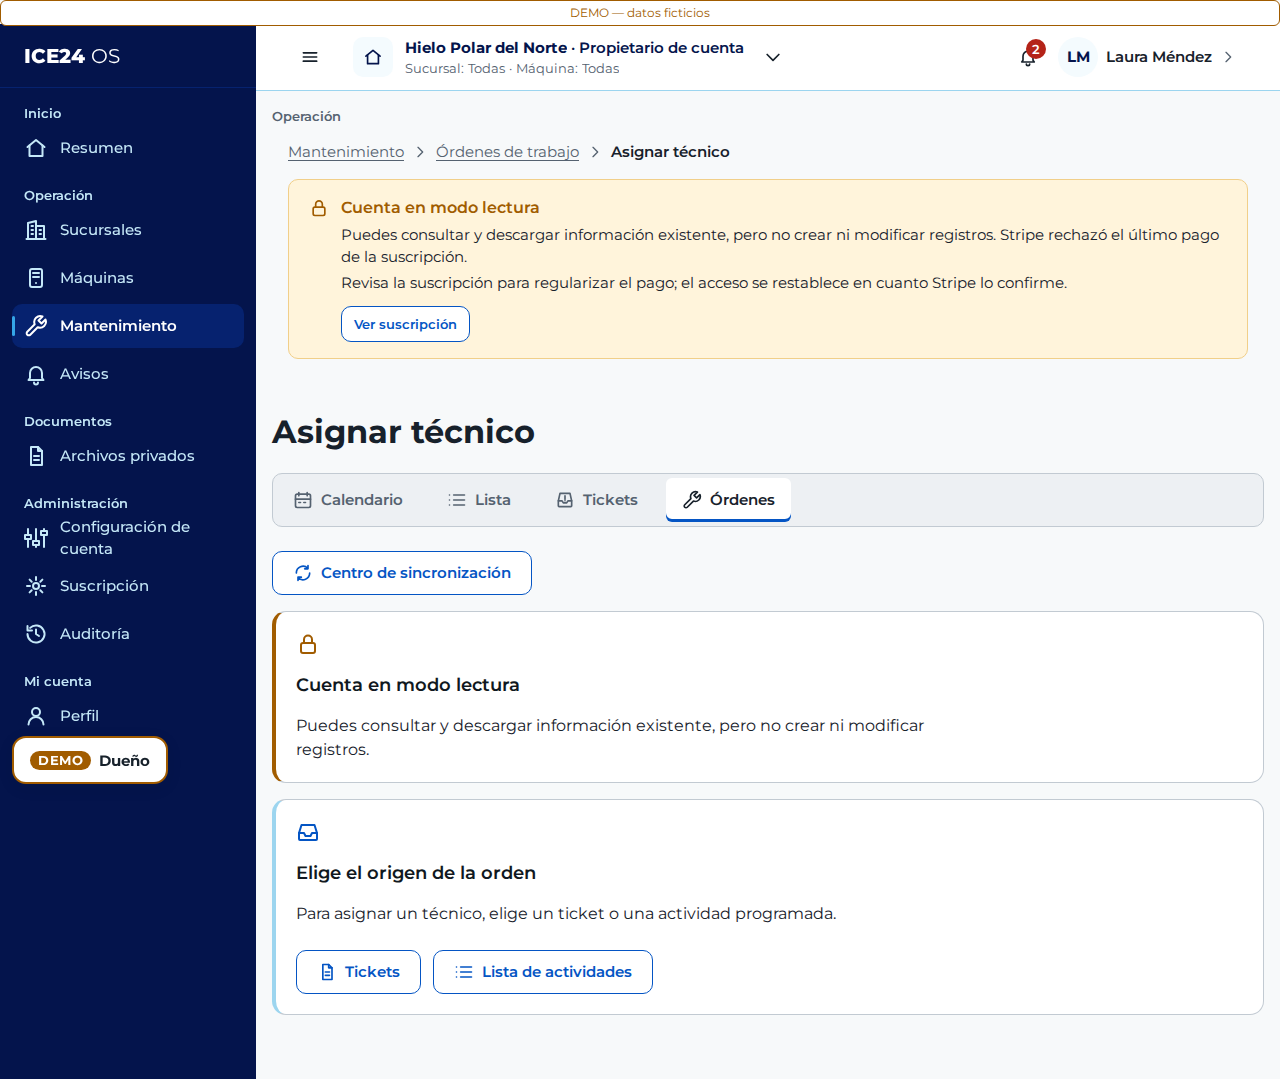 DEMO — datos ficticios
ICE24 OS
Hielo Polar del Norte · Propietario de cuenta
Sucursal: Todas · Máquina: Todas
2
LM
Laura Méndez
Inicio
Resumen
Operación
Sucursales
Máquinas
Mantenimiento
Avisos
Documentos
Archivos privados
Administración
Configuración de
cuenta
Suscripción
Auditoría
Mi cuenta
Perfil
DEMO Dueño
Operación
Mantenimiento > Órdenes de trabajo > Asignar técnico
Cuenta en modo lectura
Puedes consultar y descargar información existente, pero no crear ni modificar registros. Stripe rechazó el último pago
de la suscripción.
Revisa la suscripción para regularizar el pago; el acceso se restablece en cuanto Stripe lo confirme.
Ver suscripción
Asignar técnico
Calendario
Lista
Tickets
Órdenes
Centro de sincronización
Cuenta en modo lectura
Puedes consultar y descargar información existente, pero no crear ni modificar
registros.
Elige el origen de la orden
Para asignar un técnico, elige un ticket o una actividad programada.
Tickets
Lista de actividades